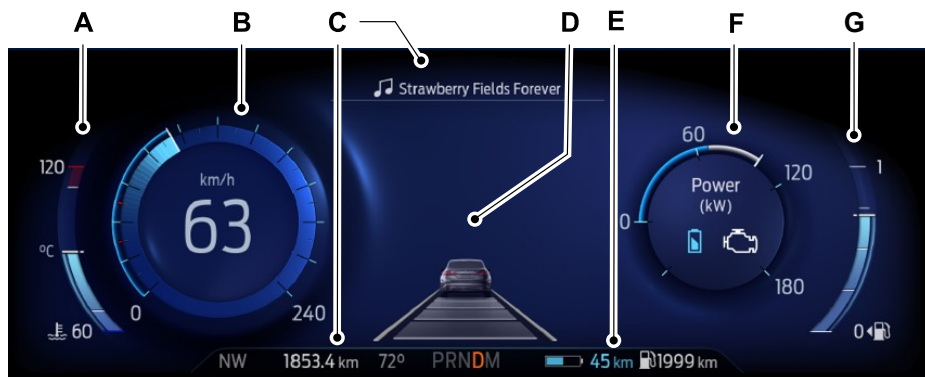 A B C D E F G
Strawberry Fields Forever
120
°C
60
km/h
63
0
240
60
0
120
180
Power
(kW)
1
0
NW 1853.4 km 72° PRNDM 45 km 1999 km